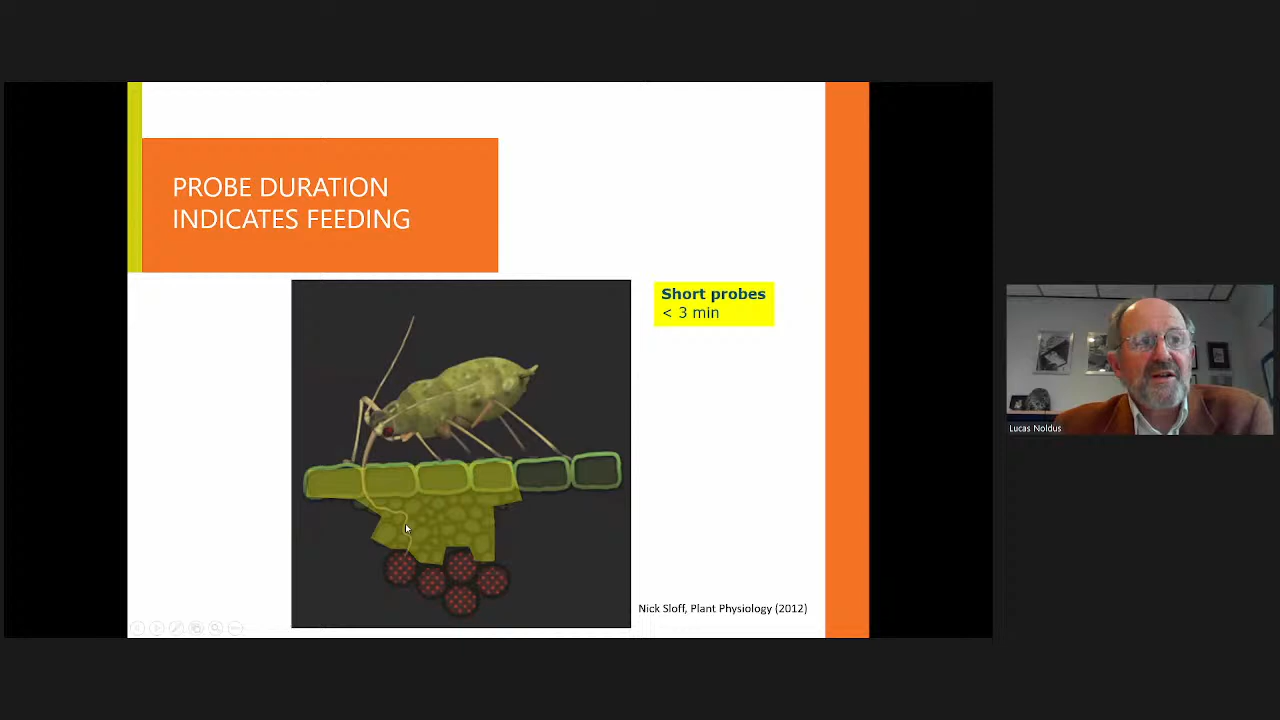 PROBE DURATION
INDICATES FEEDING
Short probes
< 3 min
Nick Sloff, Plant Physiology (2012)
Lucas Noldus